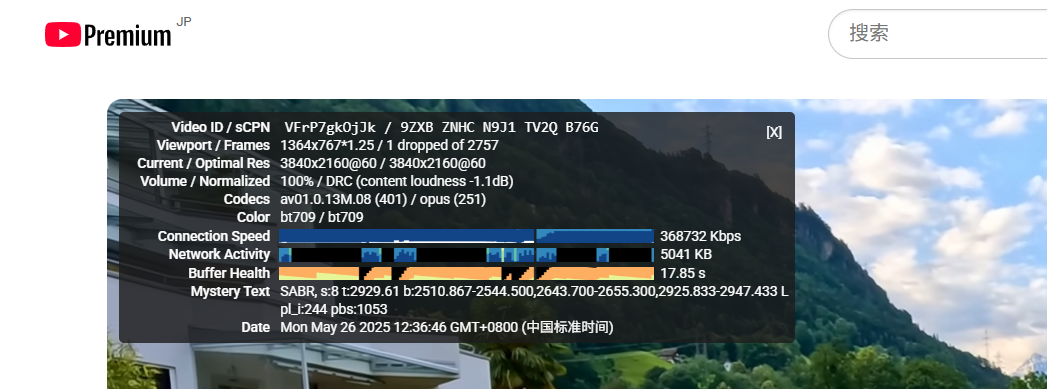 Premium JP
搜索
Video ID / sCPN VFrP7gkOjJk / 9ZXB ZNHC N9J1 TV2Q B76G
[X]
Viewport / Frames 1364x767*1.25 / 1 dropped of 2757
Current / Optimal Res 3840x2160@60 / 3840x2160@60
Volume / Normalized 100% / DRC (content loudness -1.1dB)
Codecs av01.0.13M.08 (401) / opus (251)
Color bt709 / bt709
Connection Speed 368732 Kbps
Network Activity 5041 KB
Buffer Health 17.85 s
Mystery Text SABR, s:8 t:2929.61 b:2510.867-2544.500,2643.700-2655.300,2925.833-2947.433 L
pl_i:244 pbs:1053
Date Mon May 26 2025 12:36:46 GMT+0800 (中国标准时间)